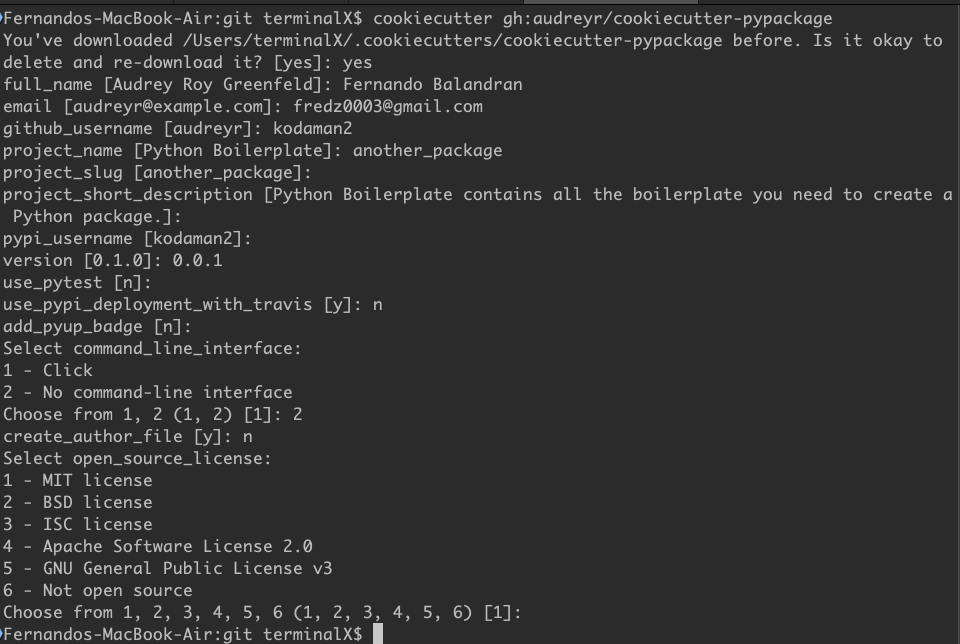 Fernandos-MacBook-Air:git terminalX$ cookiecutter gh:audreyr/cookiecutter-pypackage
You've downloaded /Users/terminalX/.cookiecutters/cookiecutter-pypackage before. Is it okay to
delete and re-download it? [yes]: yes
full_name [Audrey Roy Greenfeld]: Fernando Balandran
email [audreyr@example.com]: fredz0003@gmail.com
github_username [audreyr]: kodaman2
project_name [Python Boilerplate]: another_package
project_slug [another_package]:
project_short_description [Python Boilerplate contains all the boilerplate you need to create a
Python package.]:
pypi_username [kodaman2]:
version [0.1.0]: 0.0.1
use_pytest [n]:
use_pypi_deployment_with_travis [y]: n
add_pyup_badge [n]:
Select command_line_interface:
1 - Click
2 - No command-line interface
Choose from 1, 2 (1, 2) [1]: 2
create_author_file [y]: n
Select open_source_license:
1 - MIT license
2 - BSD license
3 - ISC license
4 - Apache Software License 2.0
5 - GNU General Public License v3
6 - Not open source
Choose from 1, 2, 3, 4, 5, 6 (1, 2, 3, 4, 5, 6) [1]:
Fernandos-MacBook-Air:git terminalX$